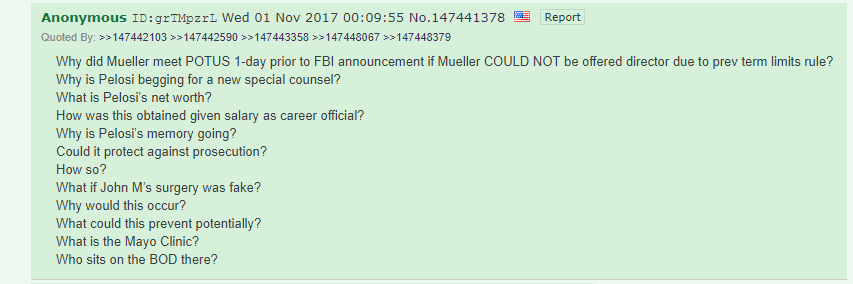 Anonymous ID:grTMpzrL Wed 01 Nov 2017 00:09:55 No.147441378 Report
Quoted By: >>147442103 >>147442590 >>147443358 >>147448067 >>147448379
Why did Mueller meet POTUS 1-day prior to FBI announcement if Mueller COULD NOT be offered director due to prev term limits rule?
Why is Pelosi begging for a new special counsel?
What is Pelosi's net worth?
How was this obtained given salary as career official?
Why is Pelosi's memory going?
Could it protect against prosecution?
How so?
What if John M's surgery was fake?
Why would this occur?
What could this prevent potentially?
What is the Mayo Clinic?
Who sits on the BOD there?